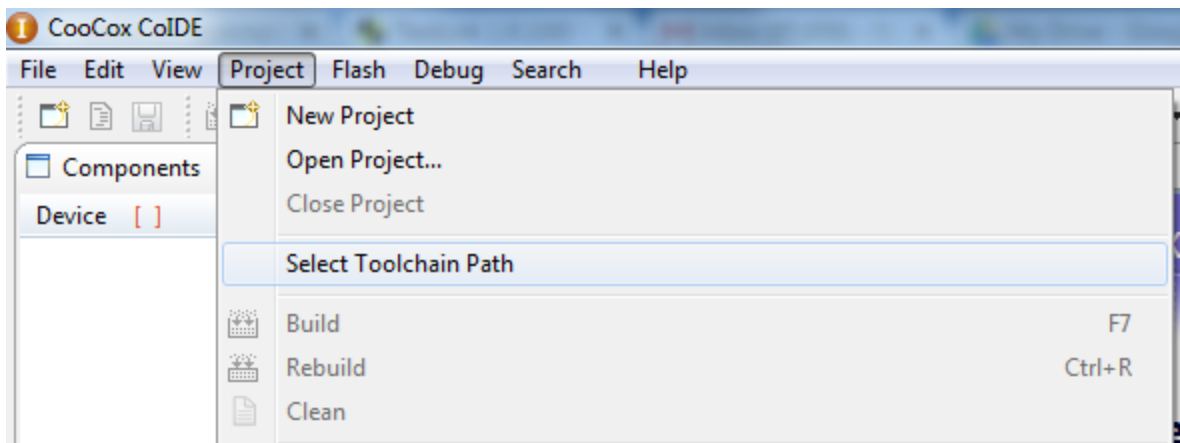 CooCox CoIDE
File Edit View Project Flash Debug Search Help
New Project
Open Project...
Components
Close Project
Device [ ]
Select Toolchain Path
Build F7
Rebuild Ctrl+R
Clean